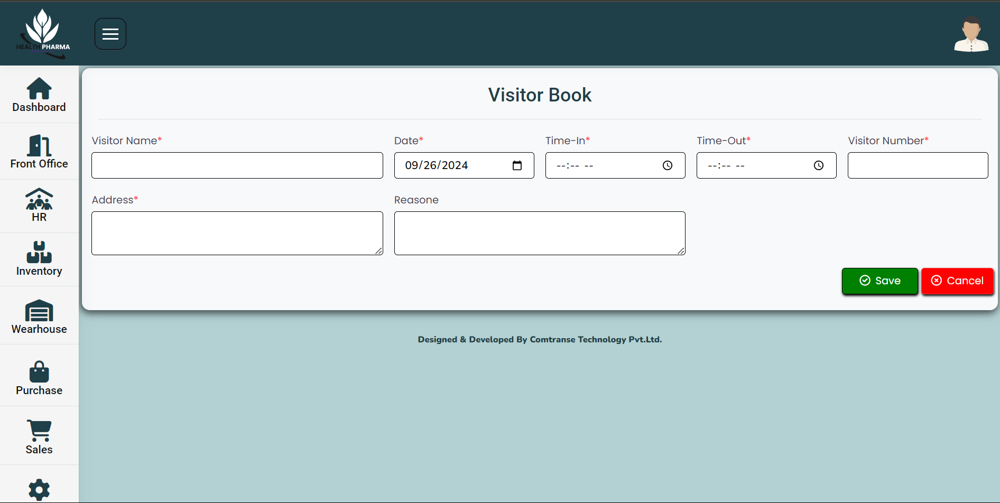 HEALTH PHARMA
Dashboard
Front Office
HR
Inventory
Wearhouse
Purchase
Sales
Visitor Book
Visitor Name*
Date*
Time-In*
Time-Out*
Visitor Number*
09/26/2024
--:-- --
--:-- --
Address*
Reasone
Save
Cancel
Designed & Developed By Comtranse Technology Pvt.Ltd.